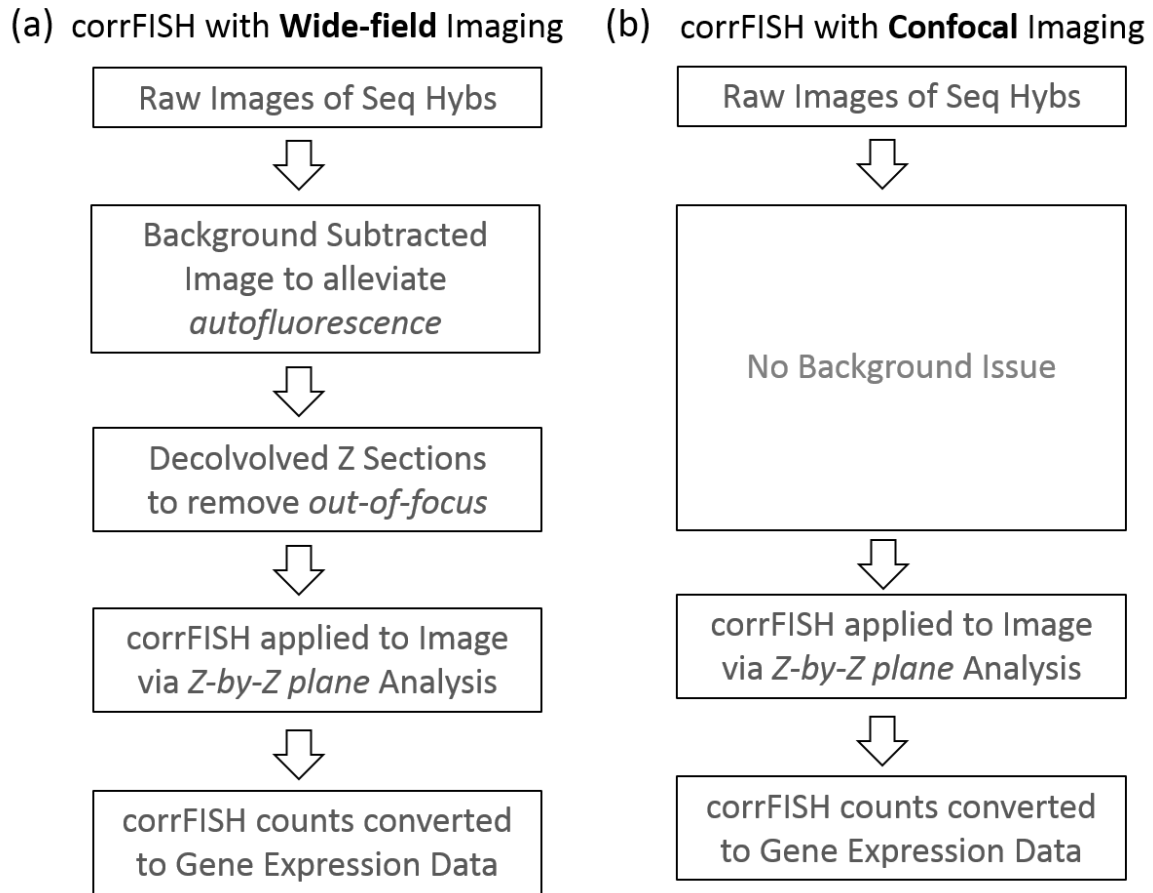 (a) corrFISH with Wide-field Imaging
Raw Images of Seq Hybs
Background Subtracted
Image to alleviate
autofluorescence
Decolvolved Z Sections
to remove out-of-focus
corrFISH applied to Image
via Z-by-Z plane Analysis
corrFISH counts converted
to Gene Expression Data
(b) corrFISH with Confocal Imaging
Raw Images of Seq Hybs
No Background Issue
corrFISH applied to Image
via Z-by-Z plane Analysis
corrFISH counts converted
to Gene Expression Data